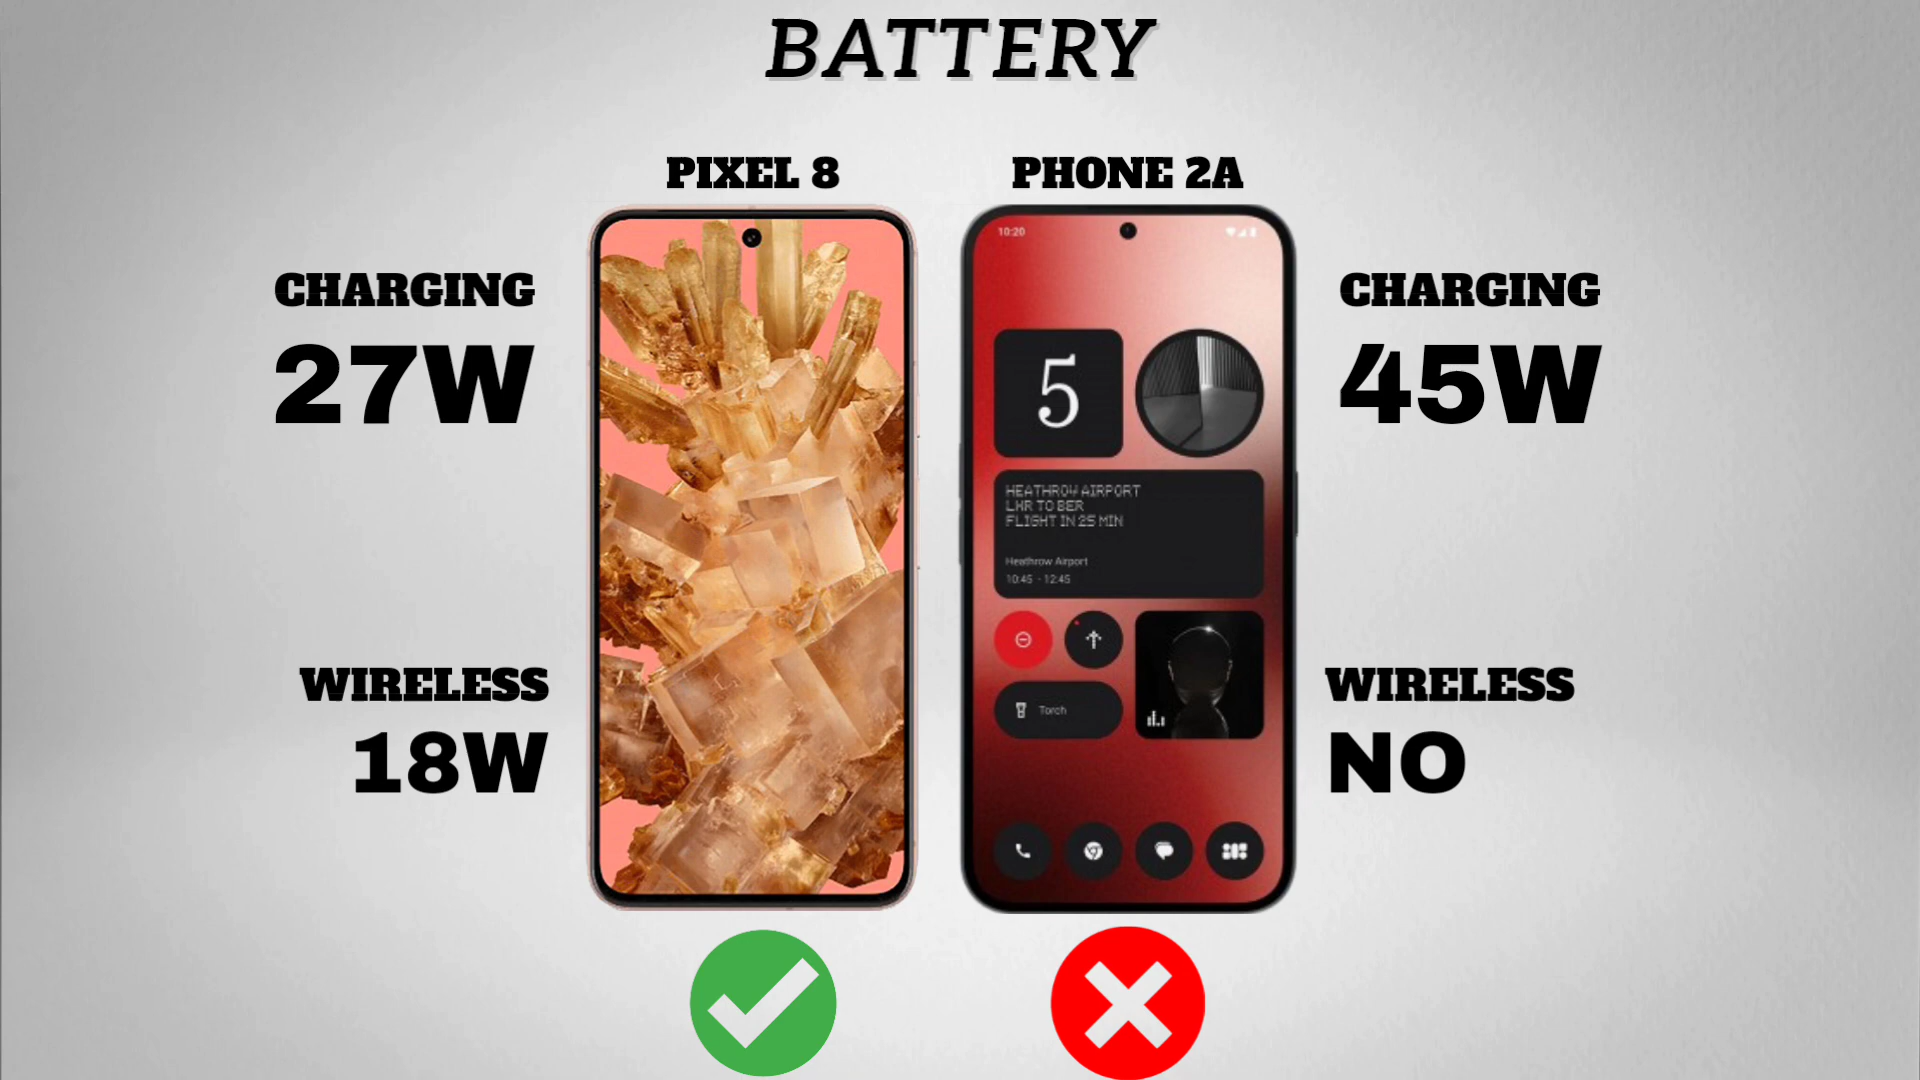 BATTERY
PIXEL 8
PHONE 2A
CHARGING
27W
CHARGING
45W
10:20
5
HEATHROW AIRPORT
LHR TO BER
FLIGHT IN 25 MIN
Heathrow Airport
10:45 - 12:45
Torch
WIRELESS
18W
WIRELESS
NO